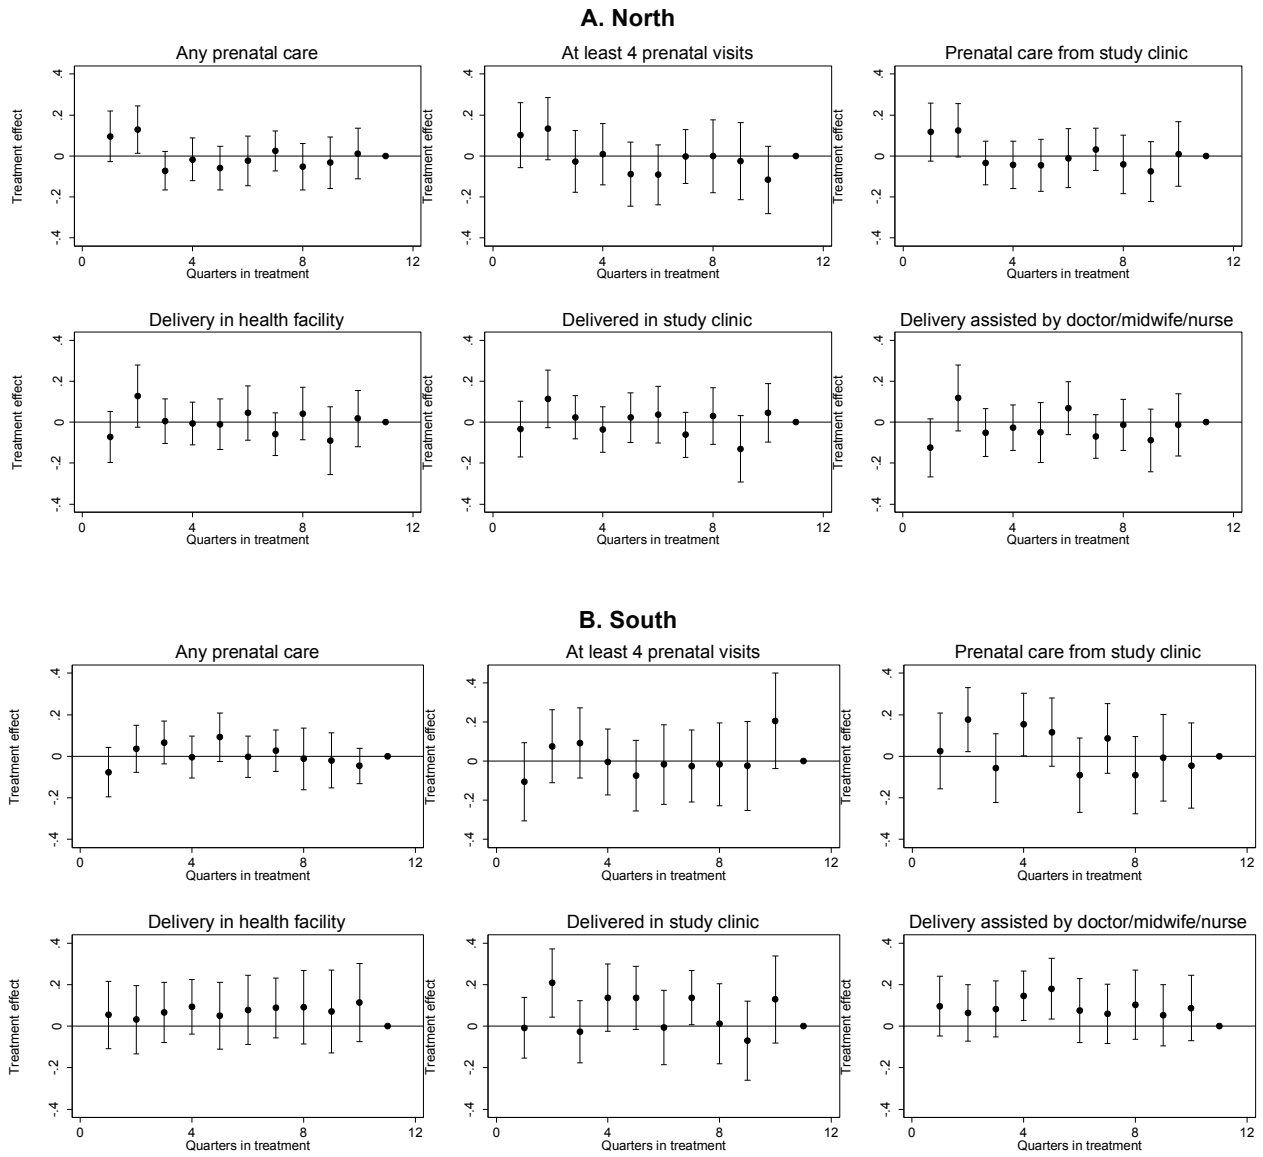 A. North
Any prenatal care
At least 4 prenatal visits
Prenatal care from study clinic
Treatment effect
.4
.2
0
-.2
-.4
0 4 8 12
Quarters in treatment
Treatment effect
.4
.2
0
-.2
-.4
0 4 8 12
Quarters in treatment
Treatment effect
.4
.2
0
-.2
-.4
0 4 8 12
Quarters in treatment
Delivery in health facility
Delivered in study clinic
Delivery assisted by doctor/midwife/nurse
Treatment effect
.4
.2
0
-.2
-.4
0 4 8 12
Quarters in treatment
Treatment effect
.4
.2
0
-.2
-.4
0 4 8 12
Quarters in treatment
Treatment effect
.4
.2
0
-.2
-.4
0 4 8 12
Quarters in treatment
B. South
Any prenatal care
At least 4 prenatal visits
Prenatal care from study clinic
Treatment effect
.4
.2
0
-.2
-.4
0 4 8 12
Quarters in treatment
Treatment effect
.4
.2
0
-.2
-.4
0 4 8 12
Quarters in treatment
Treatment effect
.4
.2
0
-.2
-.4
0 4 8 12
Quarters in treatment
Delivery in health facility
Delivered in study clinic
Delivery assisted by doctor/midwife/nurse
Treatment effect
.4
.2
0
-.2
-.4
0 4 8 12
Quarters in treatment
Treatment effect
.4
.2
0
-.2
-.4
0 4 8 12
Quarters in treatment
Treatment effect
.4
.2
0
-.2
-.4
0 4 8 12
Quarters in treatment